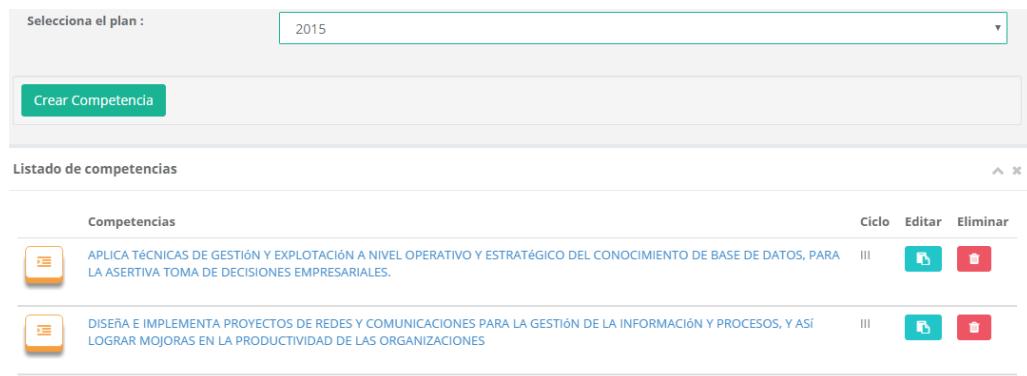 Selecciona el plan :
2015
Crear Competencia
Listado de competencias
Competencias Ciclo Editar Eliminar
APLICA TéCNICAS DE GESTIóN Y EXPLOTACIóN A NIVEL OPERATIVO Y ESTRATéGICO DEL CONOCIMIENTO DE BASE DE DATOS, PARA III
LA ASERTIVA TOMA DE DECISIONES EMPRESARIALES.
DISEñA E IMPLEMENTA PROYECTOS DE REDES Y COMUNICACIONES PARA LA GESTIóN DE LA INFORMACIóN Y PROCESOS, Y ASí III
LOGRAR MOJORAS EN LA PRODUCTIVIDAD DE LAS ORGANIZACIONES